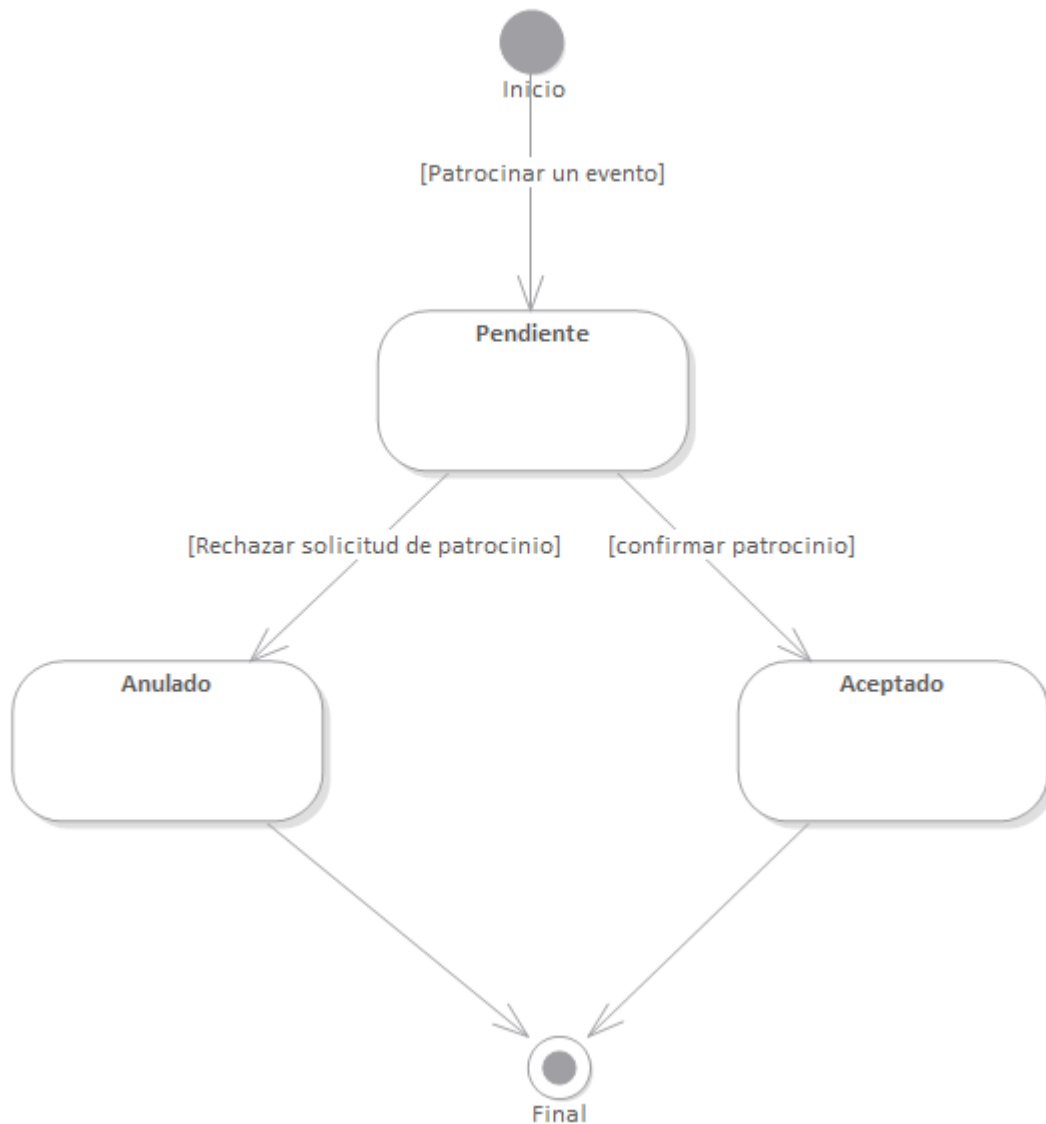 Inicio
[Patrocinar un evento]
Pendiente
[Rechazar solicitud de patrocinio]
[confirmar patrocinio]
Anulado
Aceptado
Final